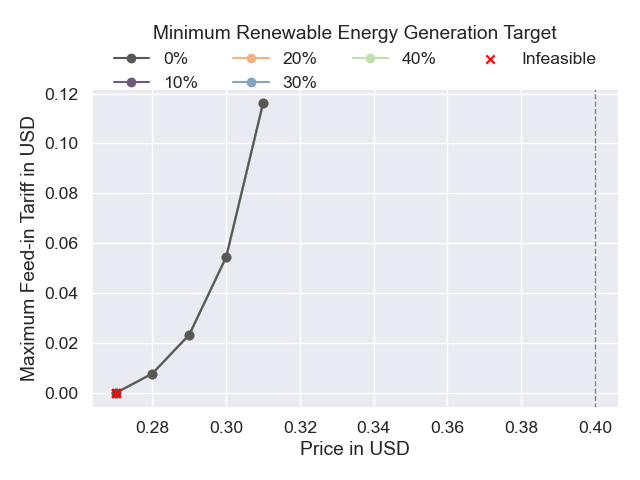 Minimum Renewable Energy Generation Target
0% 20% 40% Infeasible
10% 30%
0.12
0.10
0.08
0.06
0.04
0.02
0.00
Maximum Feed-in Tariff in USD
0.28 0.30 0.32 0.34 0.36 0.38 0.40
Price in USD